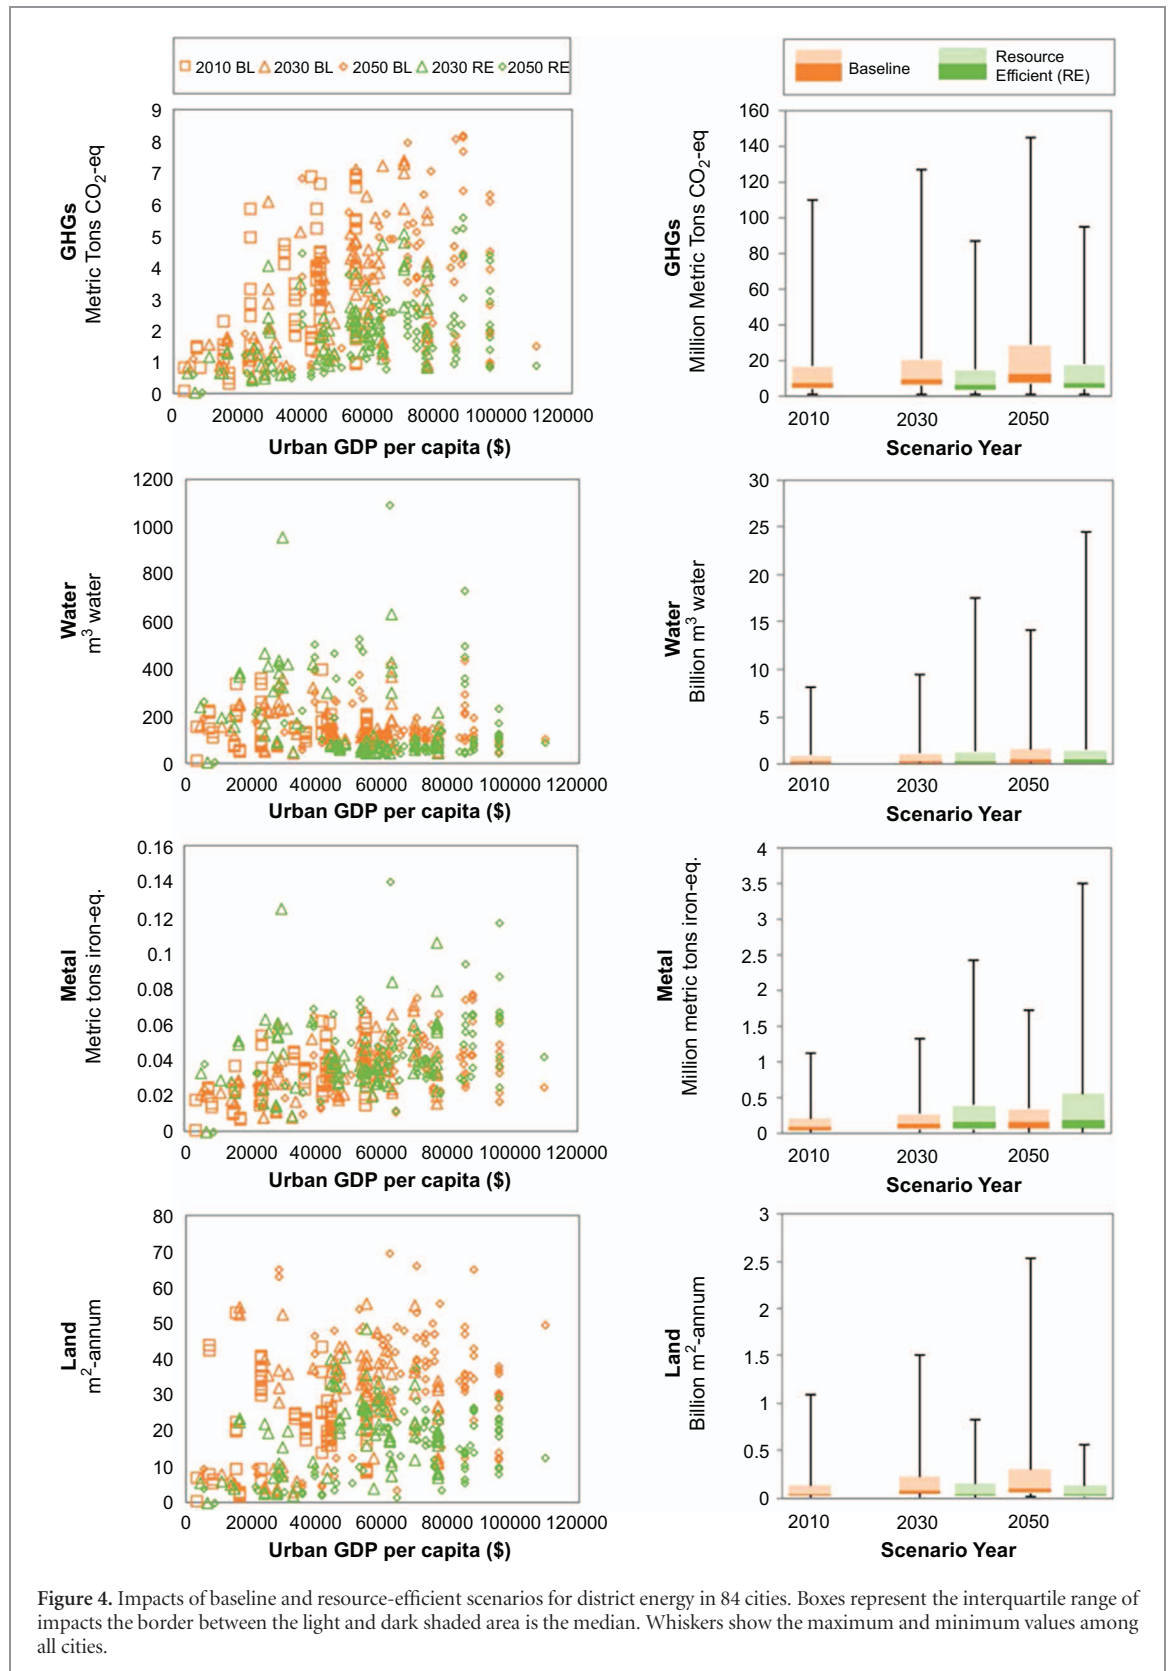 2010 BL 2030 BL 2050 BL 2030 RE 2050 RE
Baseline
Resource
Efficient (RE)
GHGs
Metric Tons CO₂-eq
9
8
7
6
5
4
3
2
1
0
0 20000 40000 60000 80000 100000 120000
Urban GDP per capita ($)
GHGs
Million Metric Tons CO₂-eq
160
140
120
100
80
60
40
20
0
2010 2030 2050
Scenario Year
Water
m³ water
1200
1000
800
600
400
200
0
0 20000 40000 60000 80000 100000 120000
Urban GDP per capita ($)
Water
Billion m³ water
30
25
20
15
10
5
0
2010 2030 2050
Scenario Year
Metal
Metric tons iron-eq.
0.16
0.14
0.12
0.1
0.08
0.06
0.04
0.02
0
0 20000 40000 60000 80000 100000 120000
Urban GDP per capita ($)
Metal
Million metric tons iron-eq.
4
3.5
3
2.5
2
1.5
1
0.5
0
2010 2030 2050
Scenario Year
Land
m²-annum
80
70
60
50
40
30
20
10
0
0 20000 40000 60000 80000 100000 120000
Urban GDP per capita ($)
Land
Billion m²-annum
3
2.5
2
1.5
1
0.5
0
2010 2030 2050
Scenario Year
Figure 4. Impacts of baseline and resource-efficient scenarios for district energy in 84 cities. Boxes represent the interquartile range of
impacts the border between the light and dark shaded area is the median. Whiskers show the maximum and minimum values among
all cities.